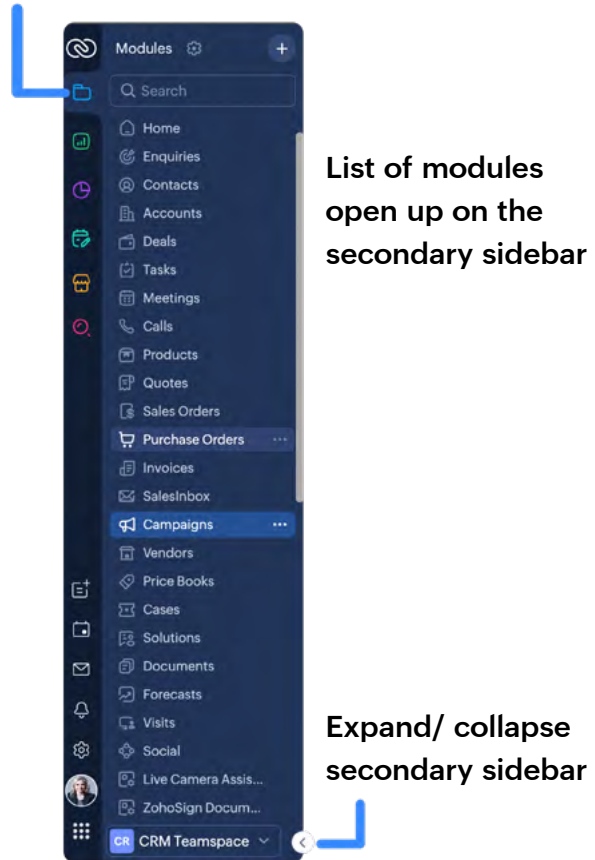 Modules
Search
Home
Enquiries
Contacts
Accounts
Deals
Tasks
Meetings
Calls
Products
Quotes
Sales Orders
Purchase Orders
Invoices
SalesInbox
Campaigns
Vendors
Price Books
Cases
Solutions
Documents
Forecasts
Visits
Social
Live Camera Assis...
ZohoSign Docum...
CR CRM Teamspace
List of modules
open up on the
secondary sidebar
Expand/ collapse
secondary sidebar